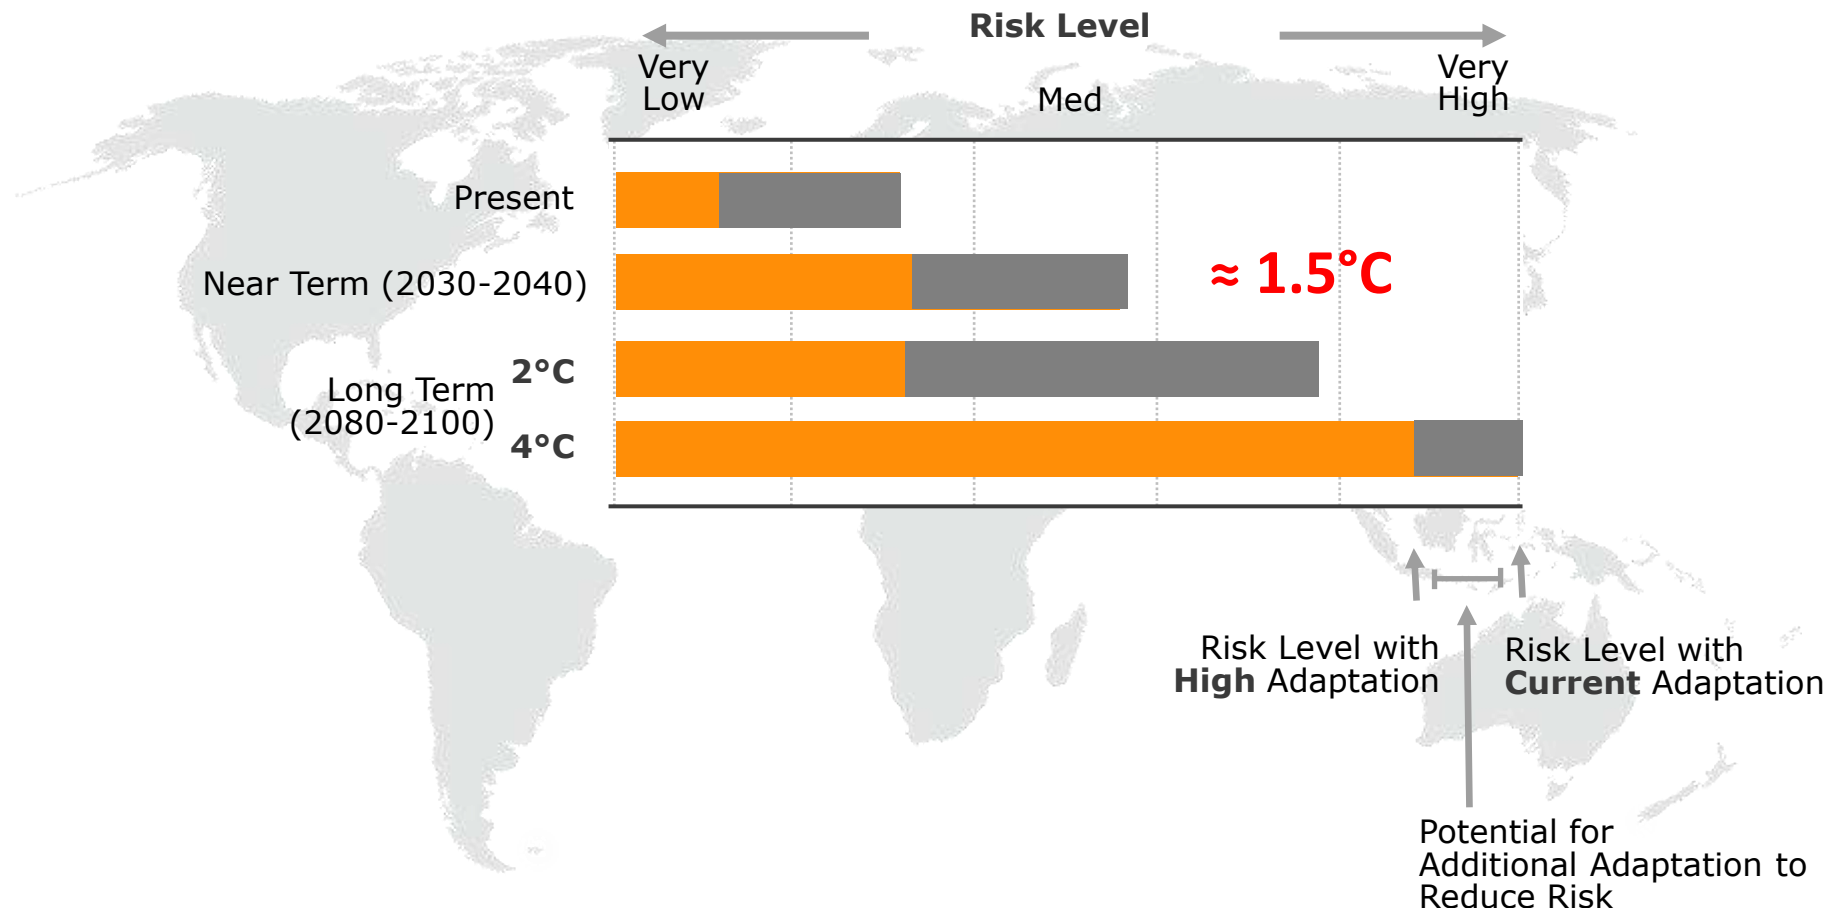 Risk Level
Very
Low
Med
Very
High
Present
Near Term (2030-2040)
≈ 1.5°C
Long Term
(2080-2100)
2°C
4°C
Risk Level with
High Adaptation
Risk Level with
Current Adaptation
Potential for
Additional Adaptation to
Reduce Risk